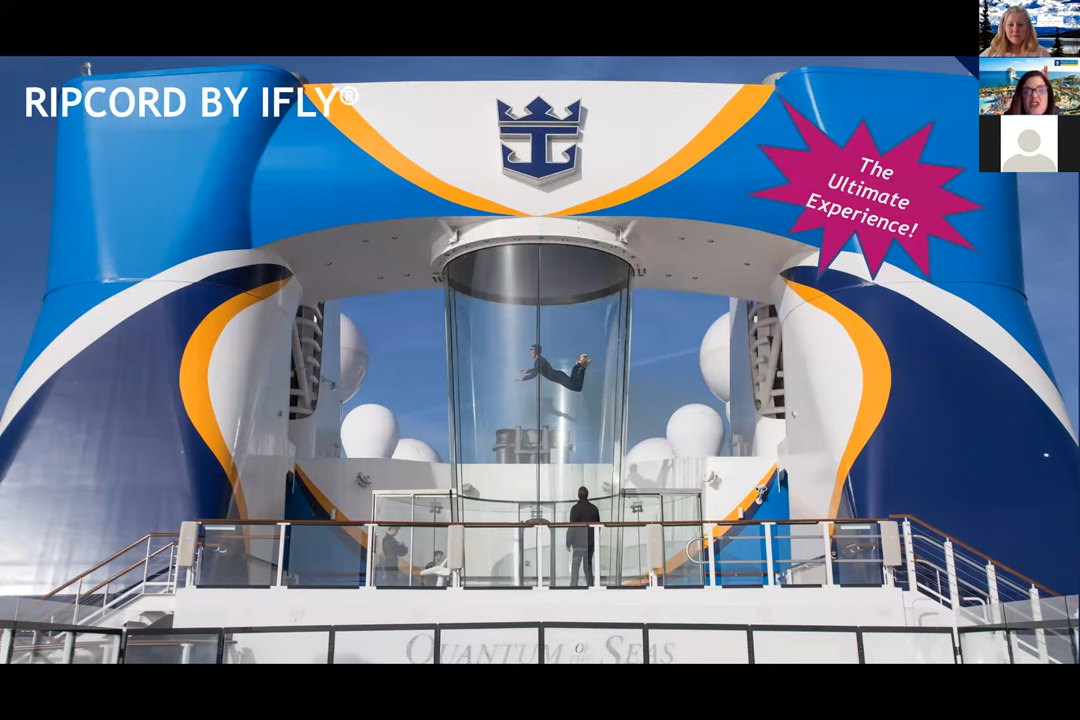 RIPCORD BY IFLY®
The
Ultimate
Experience!
QUANTUM OF THE SEAS